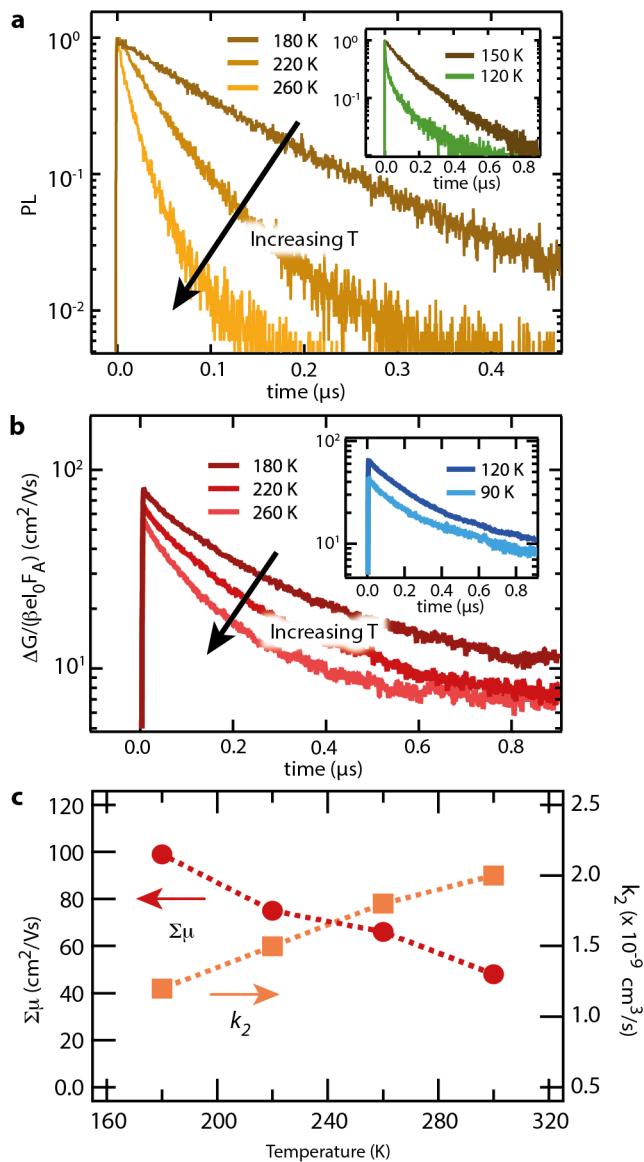 a
10⁰
10⁻¹
10⁻²
PL
180 K
220 K
260 K
Increasing T
0.0 0.1 0.2 0.3 0.4
time (μs)
10⁰
10⁻¹
150 K
120 K
0 0.2 0.4 0.6 0.8
time (μs)
b
10²
10¹
ΔG/(βeI₀F_A) (cm²/Vs)
180 K
220 K
260 K
Increasing T
0.0 0.2 0.4 0.6 0.8
time (μs)
10²
10¹
120 K
90 K
0 0.2 0.4 0.6 0.8
time (μs)
c
120
100
80
60
40
20
0.0
Σμ (cm²/Vs)
Σμ
k₂
2.5
2.0
1.5
1.0
0.5
k₂ (x 10⁻⁹ cm³/s)
160 200 240 280 320
Temperature (K)